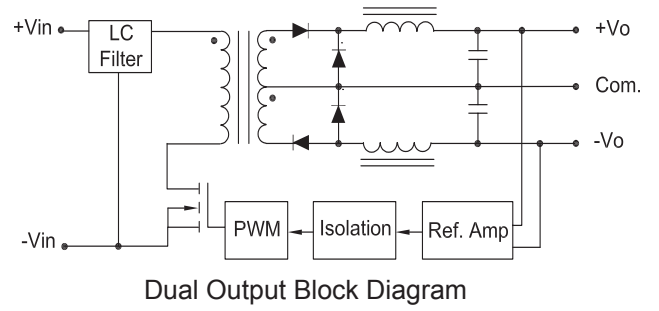 +Vin
LC
Filter
+Vo
Com.
-Vo
-Vin
PWM
Isolation
Ref. Amp
Dual Output Block Diagram